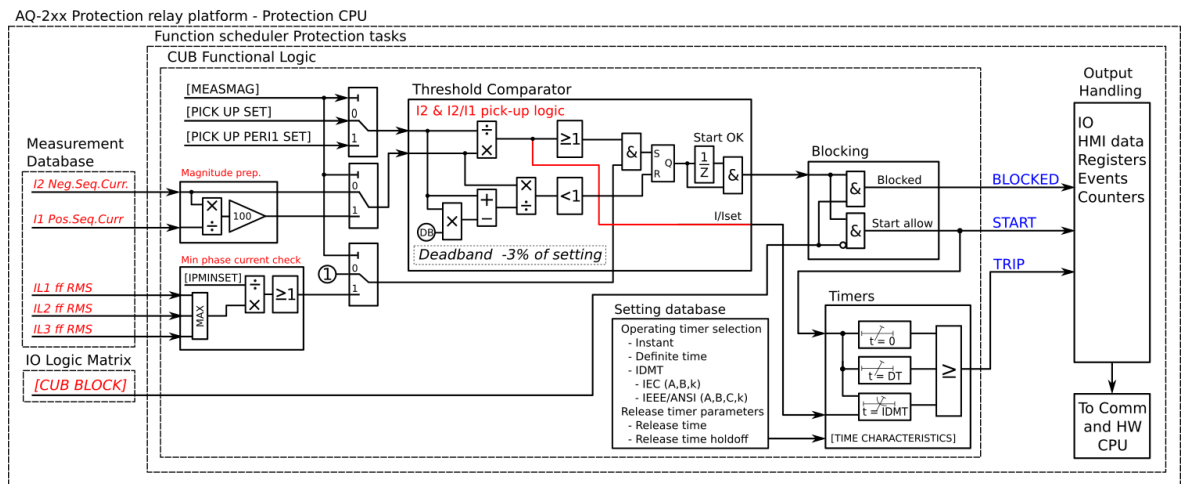 AQ-2xx Protection relay platform - Protection CPU
Function scheduler Protection tasks
CUB Functional Logic
[MEASMAG]
[PICK UP SET]
[PICK UP PERI1 SET]
0
1
Threshold Comparator
I2 & I2/I1 pick-up logic
÷
×
≥1
&
S
Q
R
Start OK
1
Z
&
×
+
−
÷
×
<1
DB
I/Iset
Deadband -3% of setting
Output
Handling
IO
HMI data
Registers
Events
Counters
To Comm
and HW
CPU
Measurement
Database
I2 Neg.Seq.Curr.
I1 Pos.Seq.Curr
IL1 ff RMS
IL2 ff RMS
IL3 ff RMS
IO Logic Matrix
[CUB BLOCK]
Magnitude prep.
×
÷
100
0
1
Min phase current check
[IPMINSET]
MAX
÷
×
≥1
1
0
1
Blocking
&
Blocked
&
Start allow
BLOCKED
START
TRIP
Setting database
Operating timer selection
- Instant
- Definite time
- IDMT
- IEC (A,B,k)
- IEEE/ANSI (A,B,C,k)
Release timer parameters
- Release time
- Release time holdoff
Timers
t = 0
t = DT
t = IDMT
≥
[TIME CHARACTERISTICS]